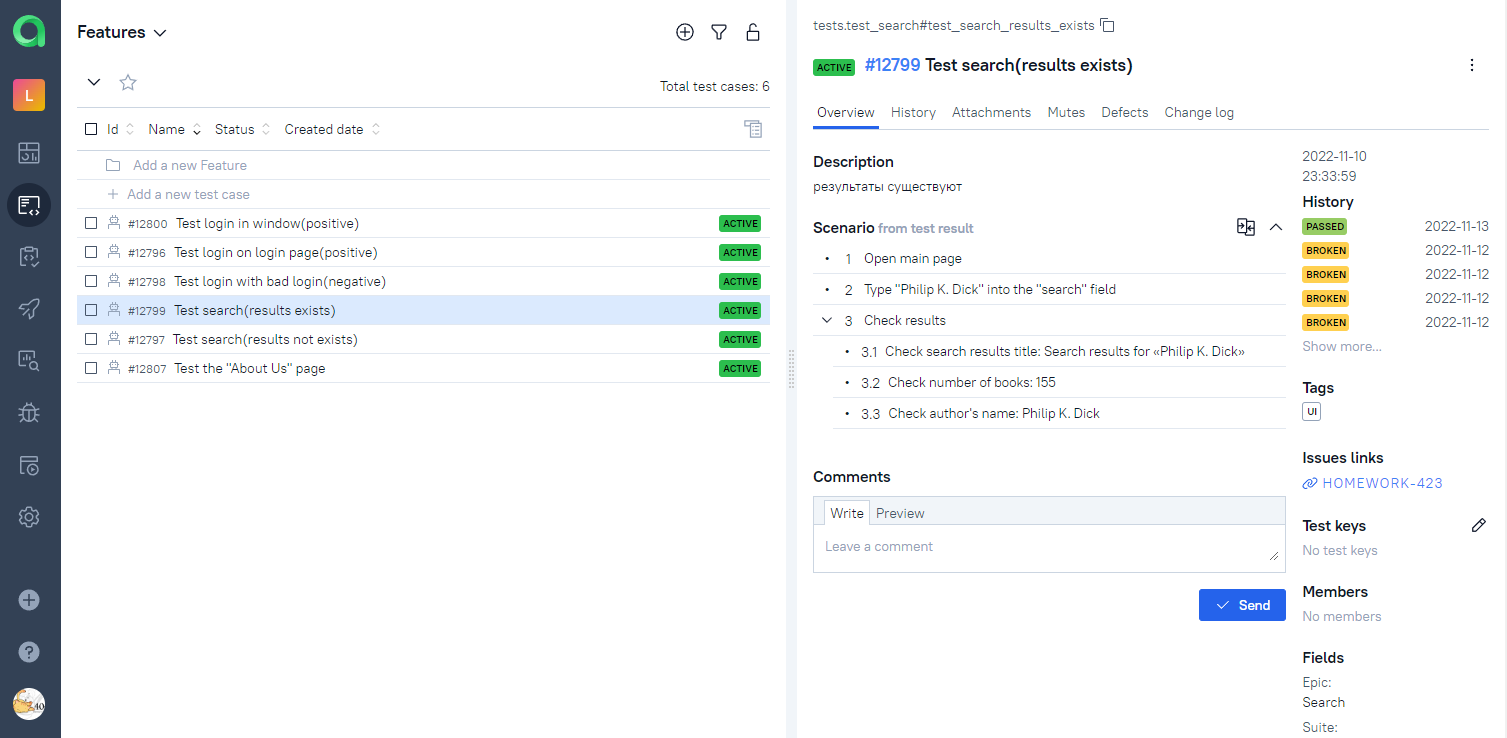 Features
L
Total test cases: 6
Id Name Status Created date
Add a new Feature
Add a new test case
#12800 Test login in window(positive) ACTIVE
#12796 Test login on login page(positive) ACTIVE
#12798 Test login with bad login(negative) ACTIVE
#12799 Test search(results exists) ACTIVE
#12797 Test search(results not exists) ACTIVE
#12807 Test the "About Us" page ACTIVE
tests.test_search#test_search_results_exists
ACTIVE #12799 Test search(results exists)
Overview History Attachments Mutes Defects Change log
Description
результаты существуют
Scenario from test result
1 Open main page
2 Type "Philip K. Dick" into the "search" field
3 Check results
3.1 Check search results title: Search results for «Philip K. Dick»
3.2 Check number of books: 155
3.3 Check author's name: Philip K. Dick
Comments
Write Preview
Leave a comment
Send
2022-11-10
23:33:59
History
PASSED 2022-11-13
BROKEN 2022-11-12
BROKEN 2022-11-12
BROKEN 2022-11-12
BROKEN 2022-11-12
Show more...
Tags
UI
Issues links
HOMEWORK-423
Test keys
No test keys
Members
No members
Fields
Epic:
Search
Suite: